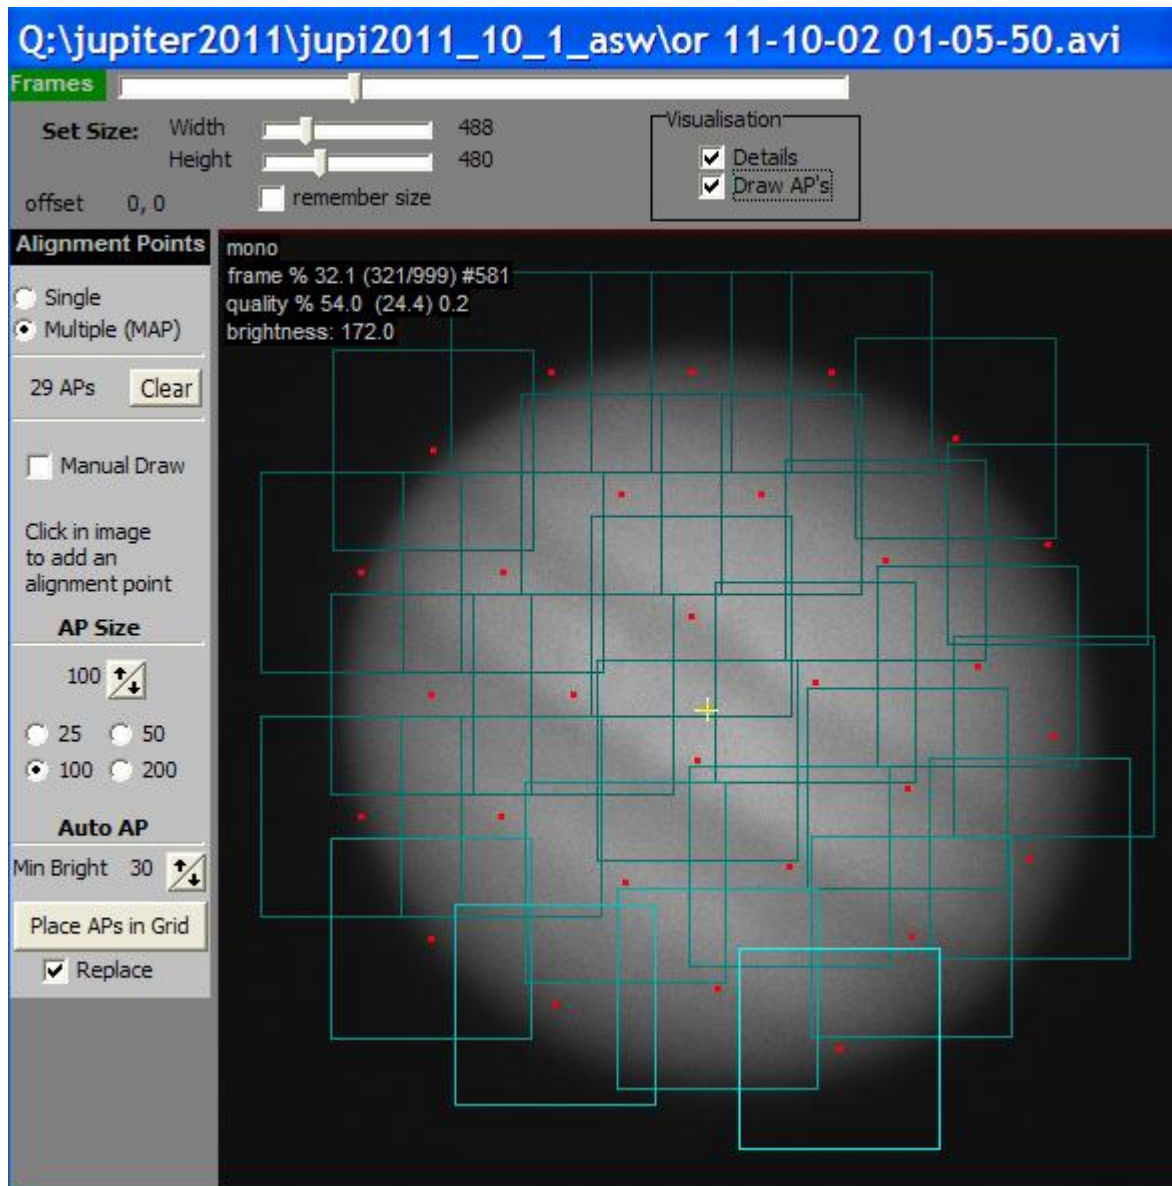 Q:\jupiter2011\jupi2011_10_1_asw\or 11-10-02 01-05-50.avi
Frames
Set Size: Width 488
Height 480
offset 0, 0
remember size
Visualisation
Details
Draw AP's
Alignment Points
Single
Multiple (MAP)
29 APs Clear
Manual Draw
Click in image
to add an
alignment point
AP Size
100
25 50
100 200
Auto AP
Min Bright 30
Place APs in Grid
Replace
mono
frame % 32.1 (321/999) #581
quality % 54.0 (24.4) 0.2
brightness: 172.0